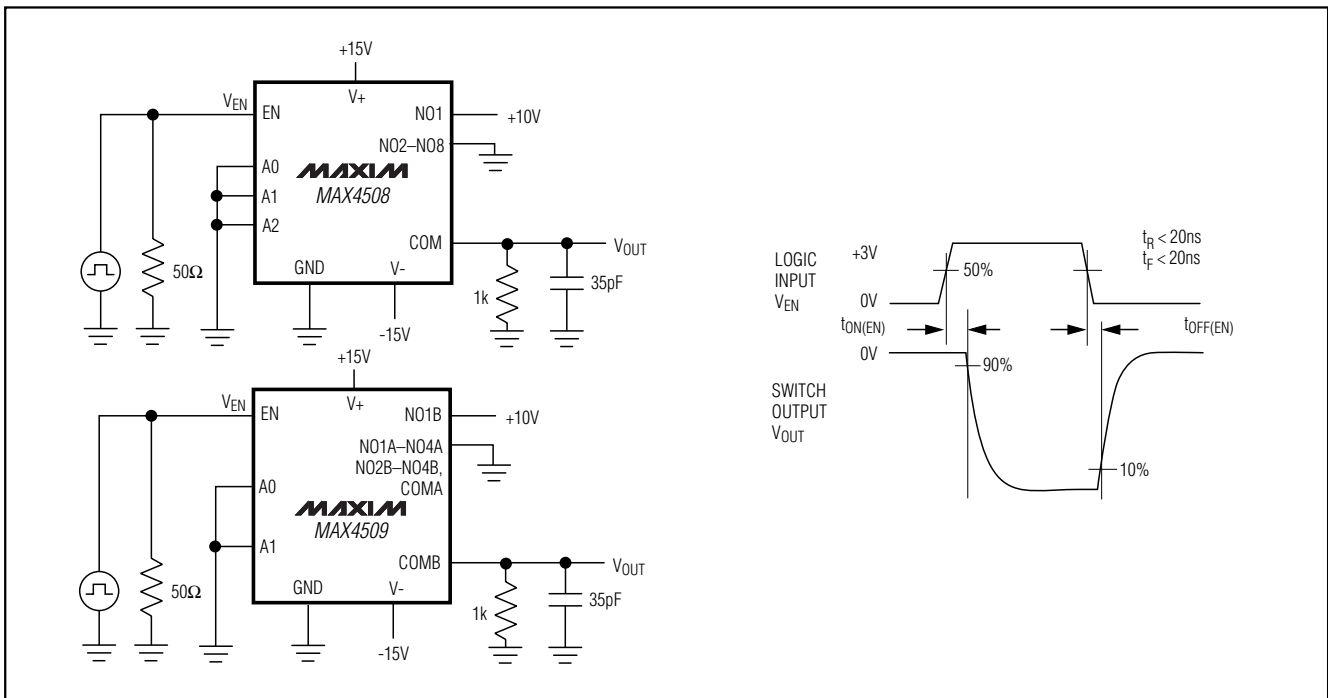 +15V
V+
VEN
EN
NO1
+10V
NO2–NO8
A0
A1
A2
MAXIM
MAX4508
COM
VOUT
GND
V-
50Ω
1k
35pF
-15V
+15V
V+
VEN
EN
NO1B
+10V
NO1A–NO4A
NO2B–NO4B,
COMA
A0
A1
MAXIM
MAX4509
COMB
VOUT
GND
V-
50Ω
1k
35pF
-15V
LOGIC
INPUT
VEN
+3V
50%
0V
tR < 20ns
tF < 20ns
tON(EN)
tOFF(EN)
0V
90%
SWITCH
OUTPUT
VOUT
10%